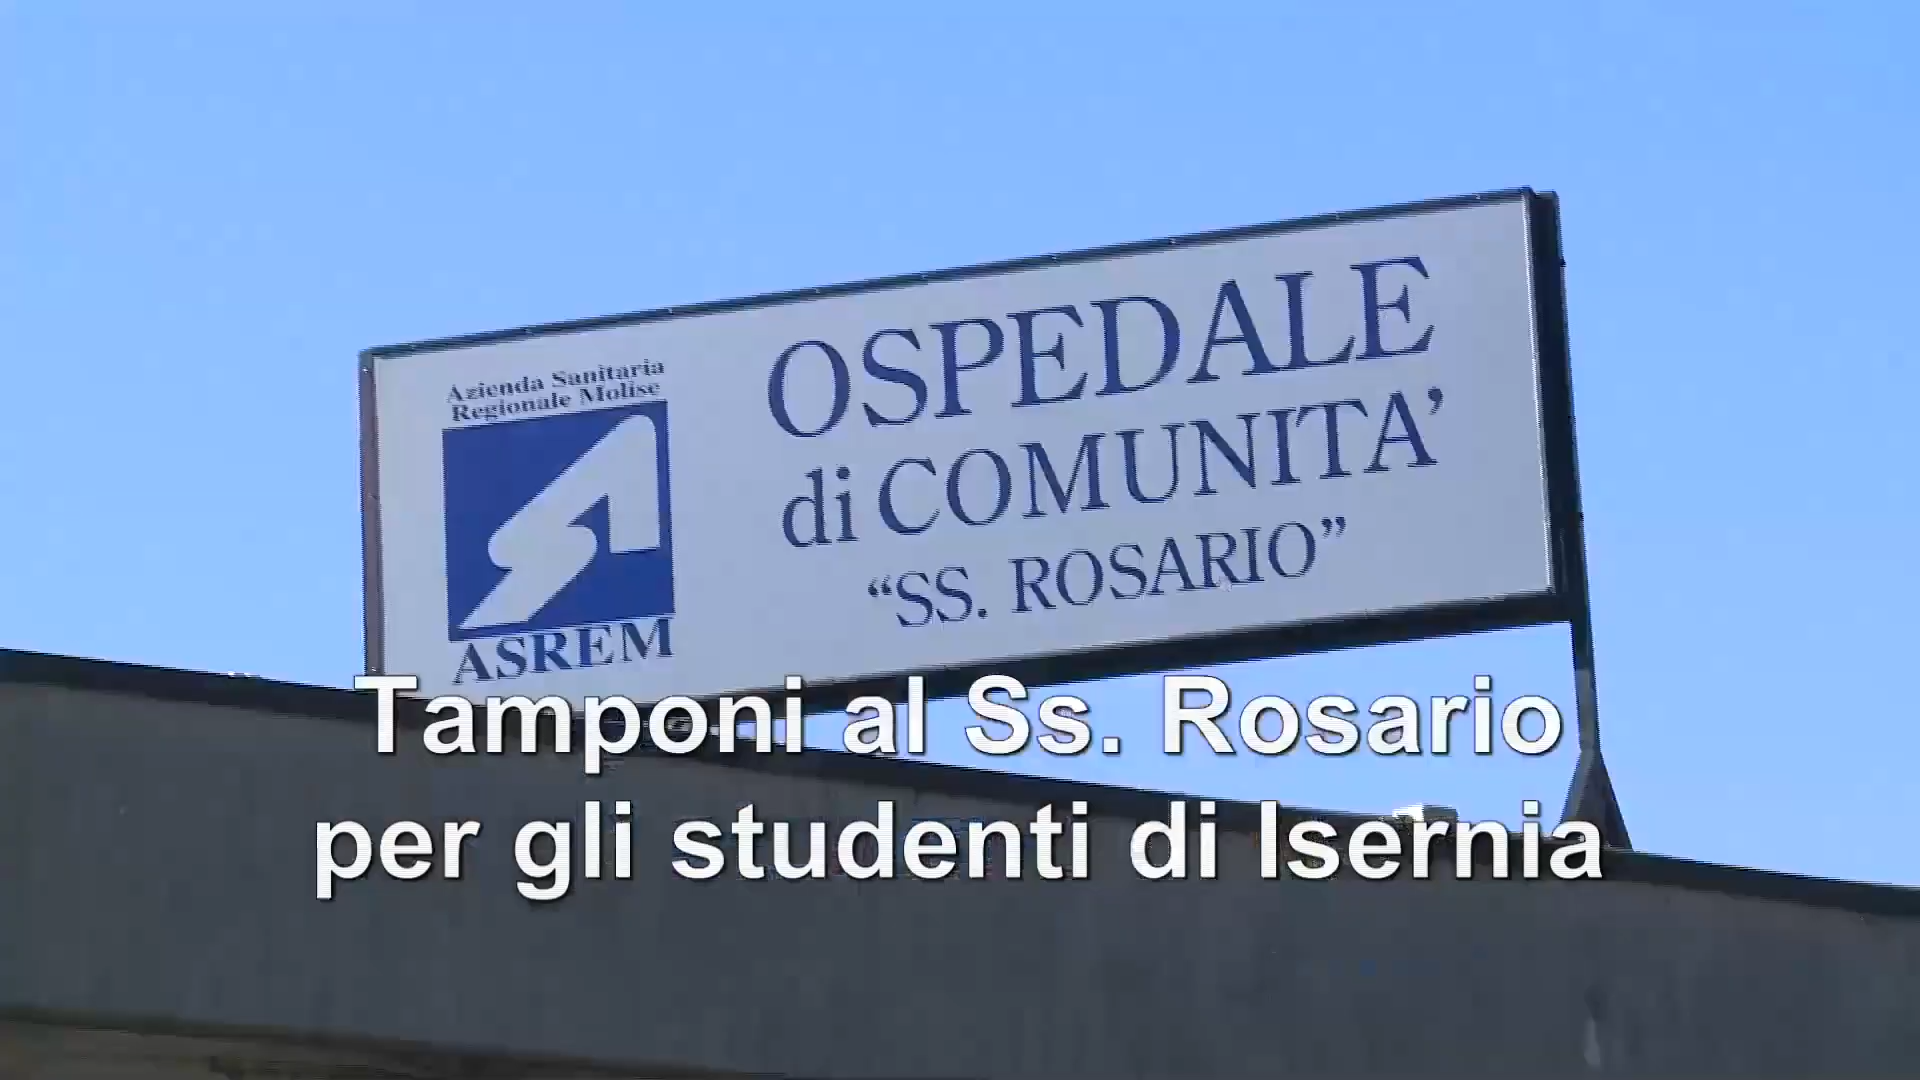 Azienda Sanitaria
Regionale Molise
ASREM
OSPEDALE
di COMUNITA’
“SS. ROSARIO”
Tamponi al Ss. Rosario
per gli studenti di Isernia